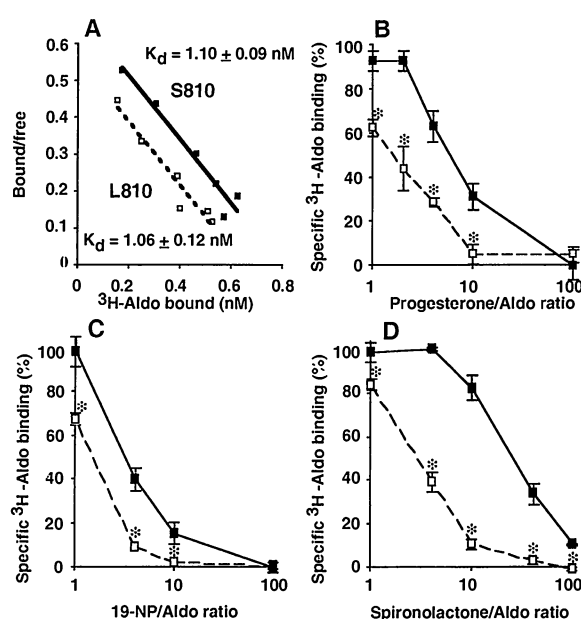 A
K_d = 1.10 ± 0.09 nM
S810
L810
K_d = 1.06 ± 0.12 nM
Bound/free
0.6
0.5
0.4
0.3
0.2
0.1
0
0 0.2 0.4 0.6 0.8
³H-Aldo bound (nM)
B
Specific ³H -Aldo binding (%)
100
80
60
40
20
0
1 10 100
Progesterone/Aldo ratio
C
Specific ³H -Aldo binding (%)
100
80
60
40
20
0
1 10 100
19-NP/Aldo ratio
D
Specific ³H -Aldo binding (%)
100
80
60
40
20
0
1 10 100
Spironolactone/Aldo ratio